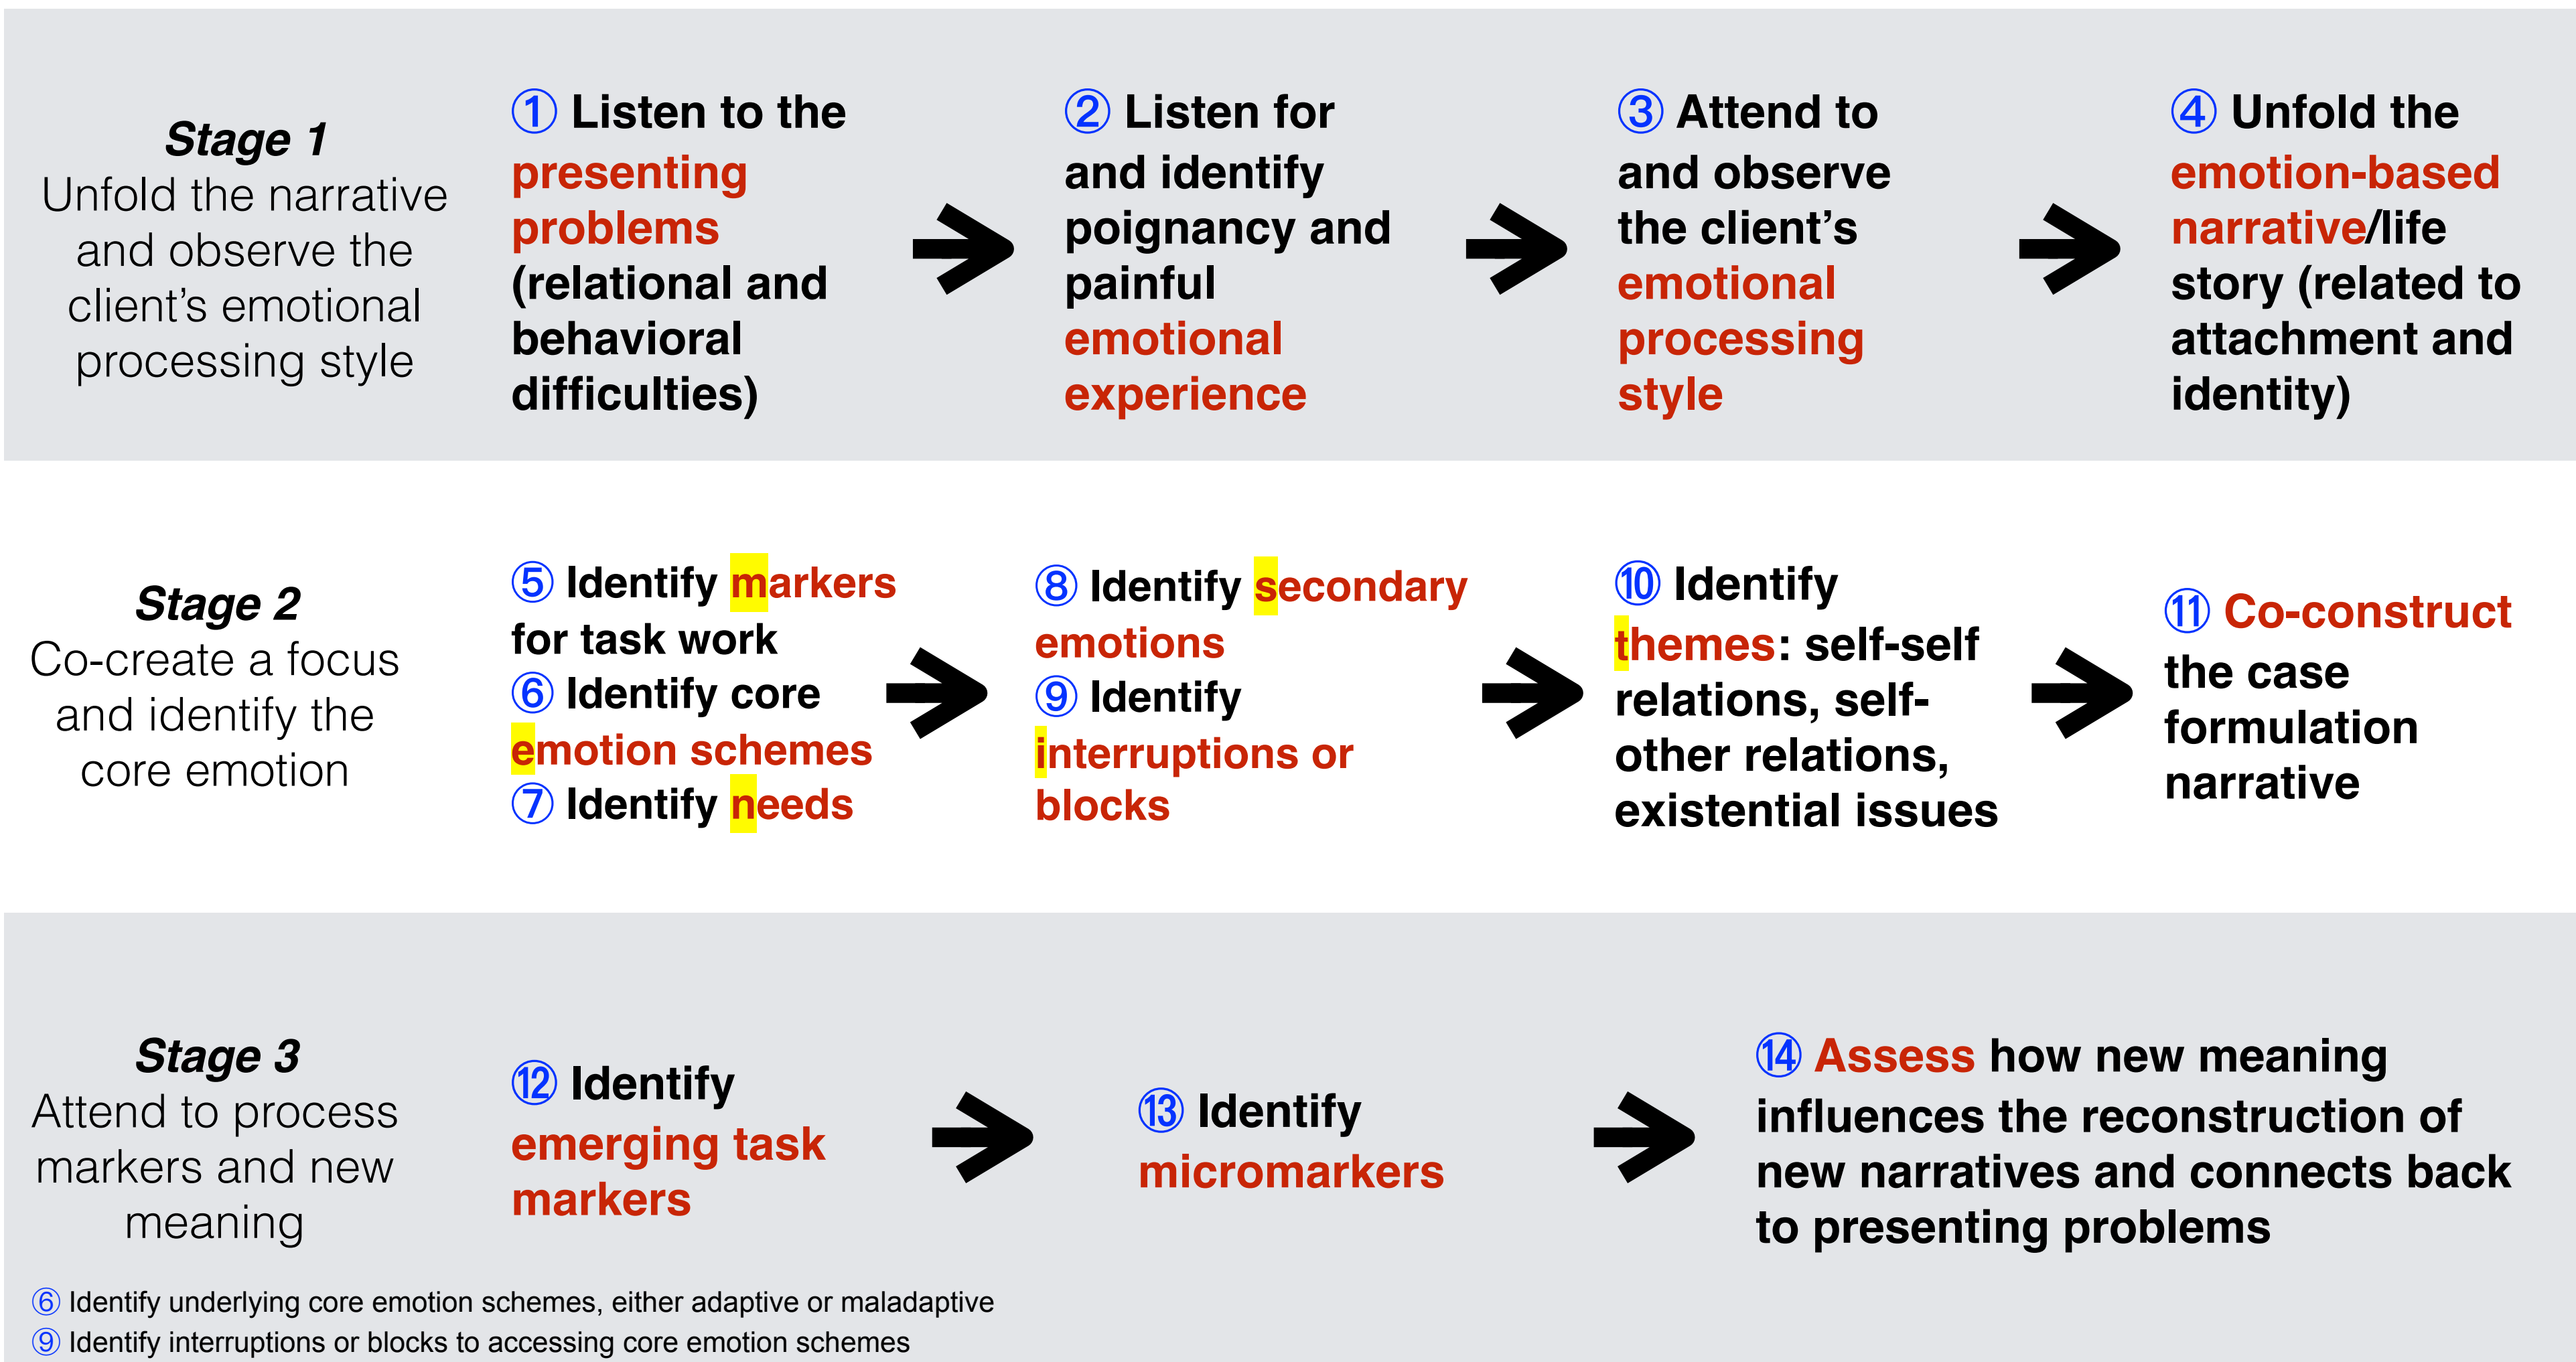 Stage 1
Unfold the narrative
and observe the
client’s emotional
processing style
① Listen to the
presenting
problems
(relational and
behavioral
difficulties)
② Listen for
and identify
poignancy and
painful
emotional
experience
③ Attend to
and observe
the client’s
emotional
processing
style
④ Unfold the
emotion-based
narrative/life
story (related to
attachment and
identity)
Stage 2
Co-create a focus
and identify the
core emotion
⑤ Identify markers
for task work
⑥ Identify core
emotion schemes
⑦ Identify needs
⑧ Identify secondary
emotions
⑨ Identify
interruptions or
blocks
⑩ Identify
themes: self-self
relations, self-
other relations,
existential issues
⑪ Co-construct
the case
formulation
narrative
Stage 3
Attend to process
markers and new
meaning
⑫ Identify
emerging task
markers
⑬ Identify
micromarkers
⑭ Assess how new meaning
influences the reconstruction of
new narratives and connects back
to presenting problems
⑥ Identify underlying core emotion schemes, either adaptive or maladaptive
⑨ Identify interruptions or blocks to accessing core emotion schemes